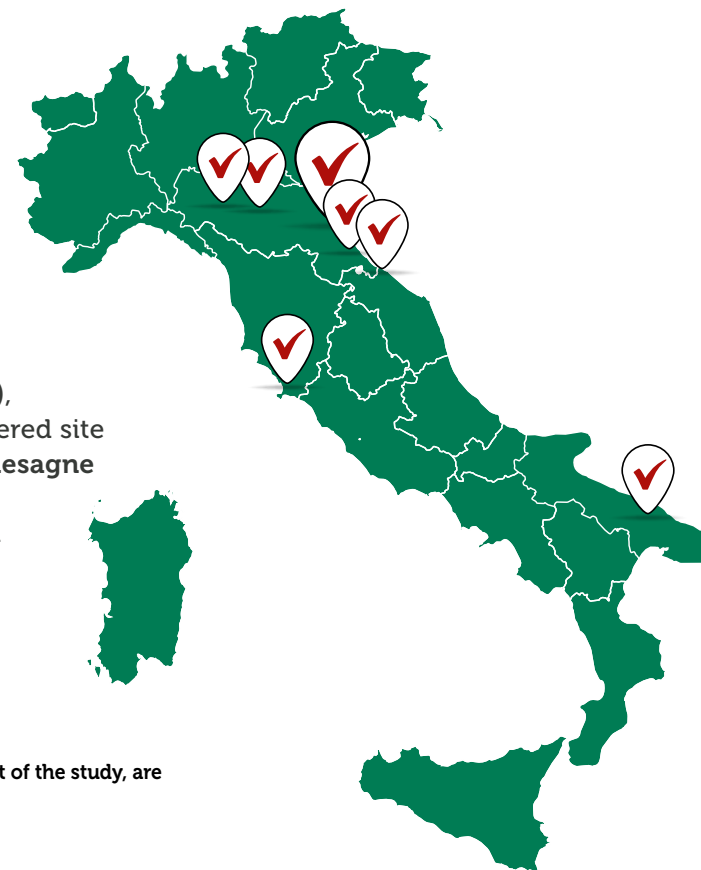 ),
ered site
esagne
t of the study, are